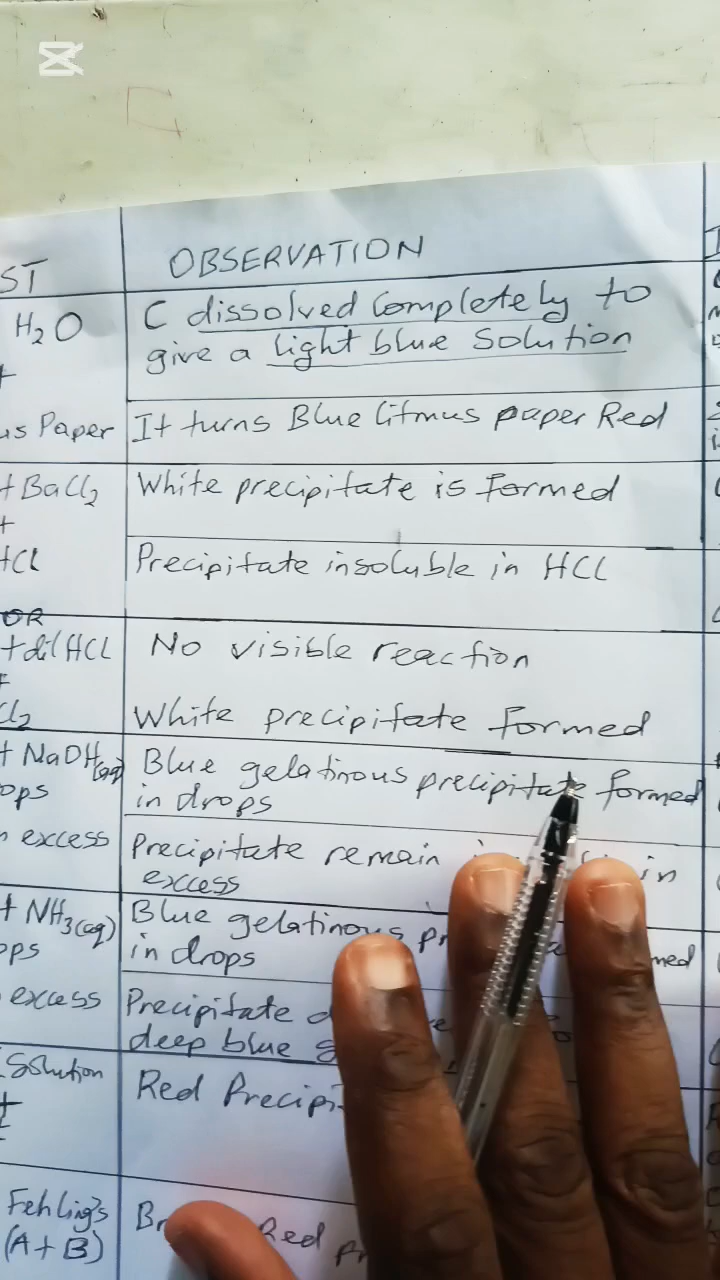 ST
OBSERVATION
H₂O
C dissolved Completely to
give a light blue Solution
us Paper
It turns Blue litmus paper Red
+ BaCl₂
+
White precipitate is formed
HCl
Precipitate insoluble in HCl
OR
+ dil HCl
No visible reaction
Cl₂
White precipitate formed
+ NaOH(aq)
ops
Blue gelatinous precipitate formed
in drops
n excess
Precipitate remain in
excess
+ NH₃(aq)
ops
Blue gelatinous
in drops
excess
Precipitate
deep blue
Solution
+
Red Precipi
Fehling's
(A + B)
Red